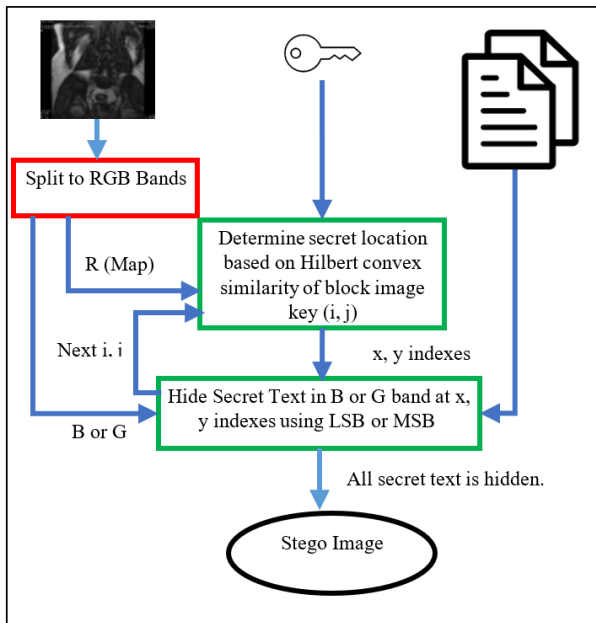 Split to RGB Bands
Determine secret location
based on Hilbert convex
similarity of block image
key (i, j)
R (Map)
Next i, j
x, y indexes
Hide Secret Text in B or G band at x,
y indexes using LSB or MSB
B or G
All secret text is hidden.
Stego Image